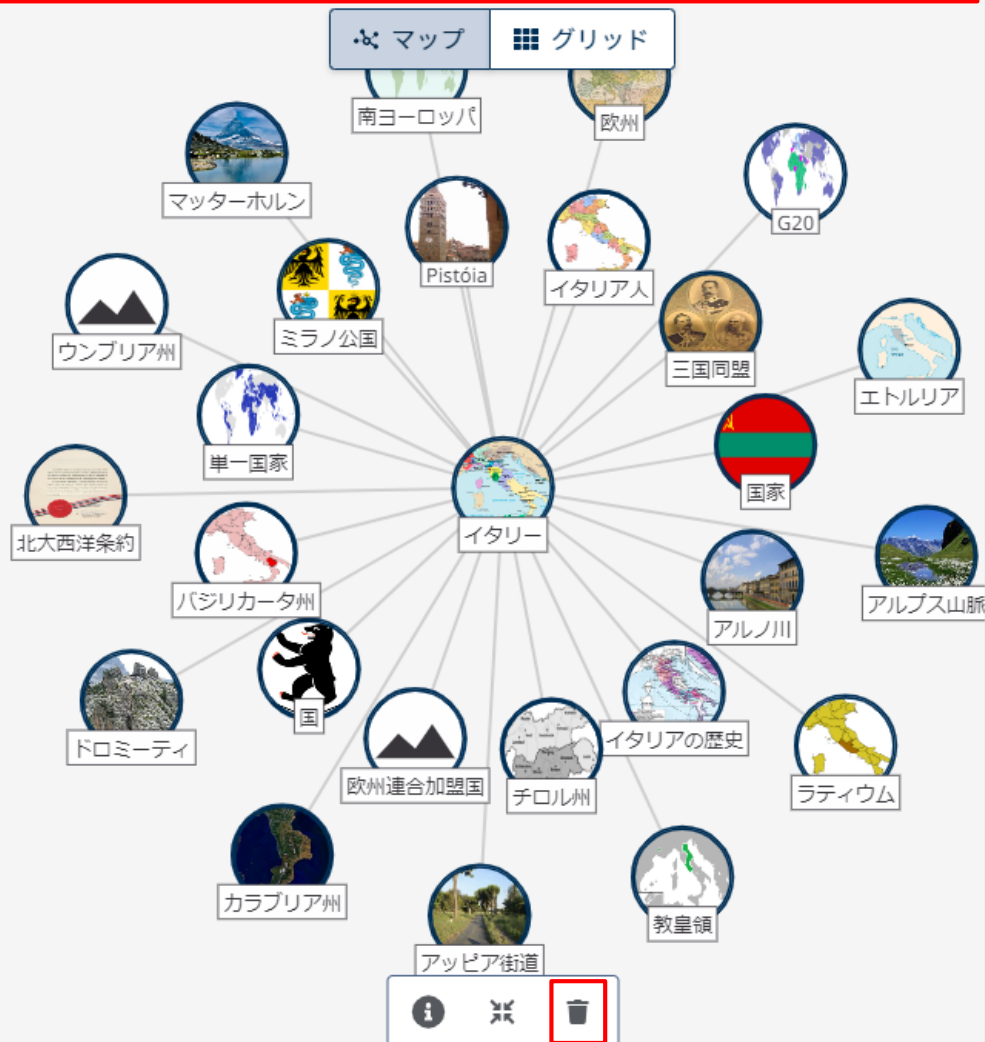 マップ
グリッド
南ヨーロッパ
欧州
マッターホルン
G20
Pistóia
イタリア人
ミラノ公国
ウンブリア州
三国同盟
エトルリア
単一国家
国家
イタリー
北大西洋条約
バジリカータ州
アルプス山脈
アルノ川
国
イタリアの歴史
ドロミーティ
欧州連合加盟国
チロル州
ラティウム
カラブリア州
教皇領
アッピア街道